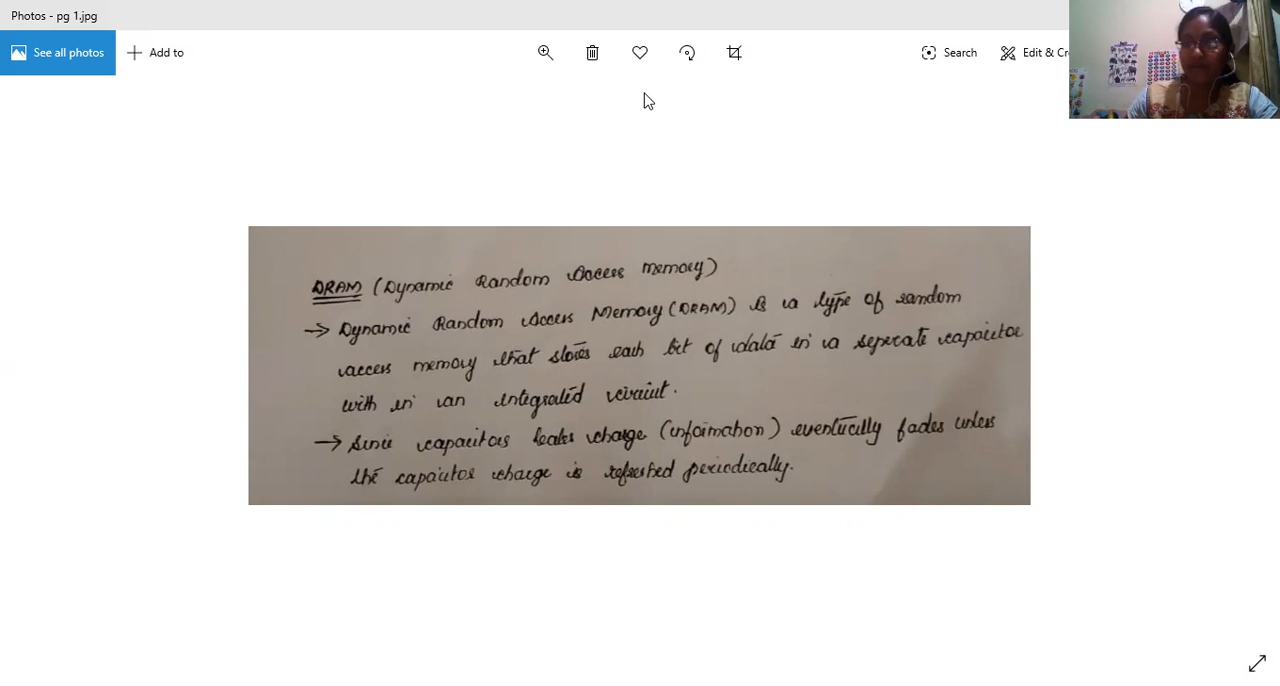 Photos - pg 1.jpg
See all photos
Add to
Search
Edit & Cr
DRAM (Dynamic Random Access Memory)
→ Dynamic Random Access Memory (DRAM) is a type of random
access memory that stores each bit of data in a seperate capacitor
with in an integrated circuit.
→ Since capacitors leaks charge (information) eventually fades unless
the capacitor charge is refreshed periodically.